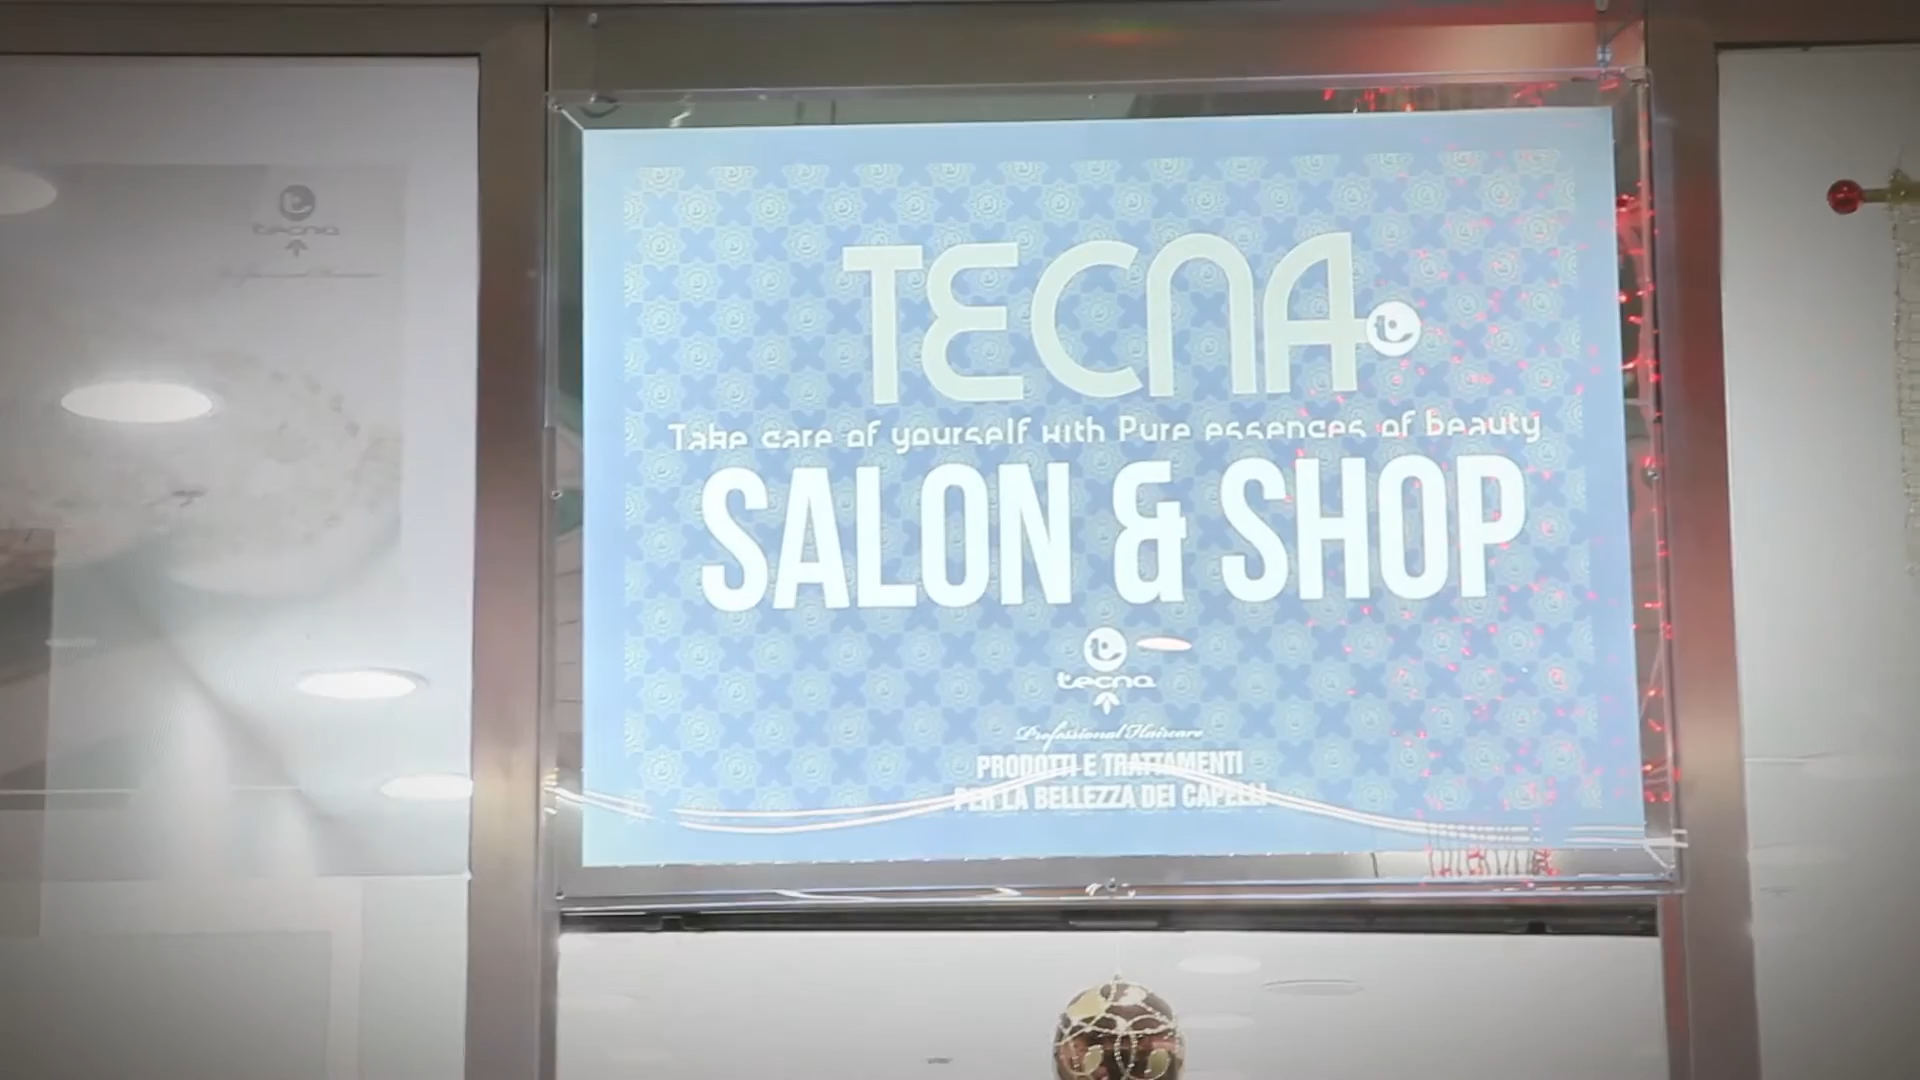 tecna
TECNA
Take care of yourself with Pure essences of beauty
SALON & SHOP
tecna
Professional Haircare
PRODOTTI E TRATTAMENTI
PER LA BELLEZZA DEI CAPELLI